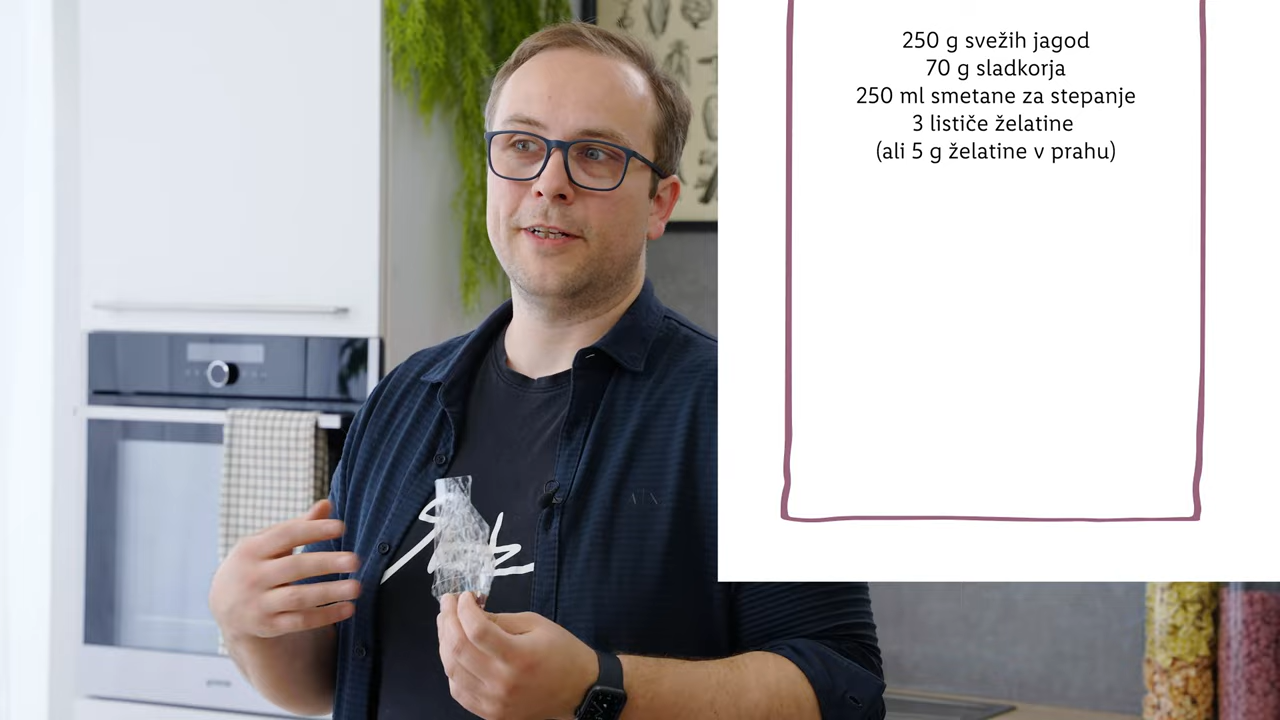 250 g svežih jagod
70 g sladkorja
250 ml smetane za stepanje
3 lističe želatine
(ali 5 g želatine v prahu)